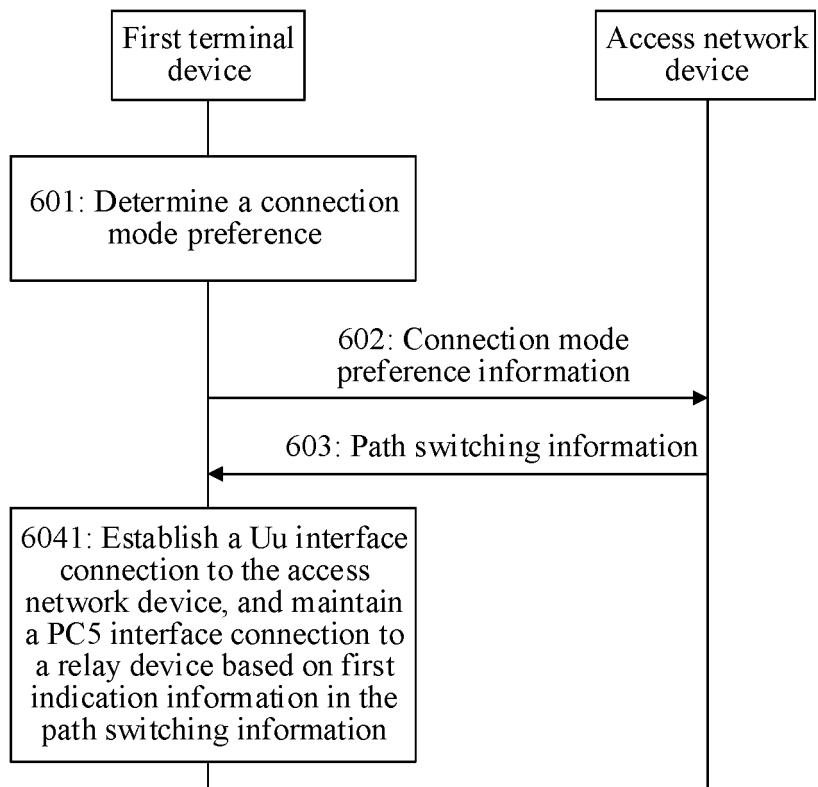 First terminal
device
Access network
device
601: Determine a connection
mode preference
602: Connection mode
preference information
603: Path switching information
6041: Establish a Uu interface
connection to the access
network device, and maintain
a PC5 interface connection to
a relay device based on first
indication information in the
path switching information